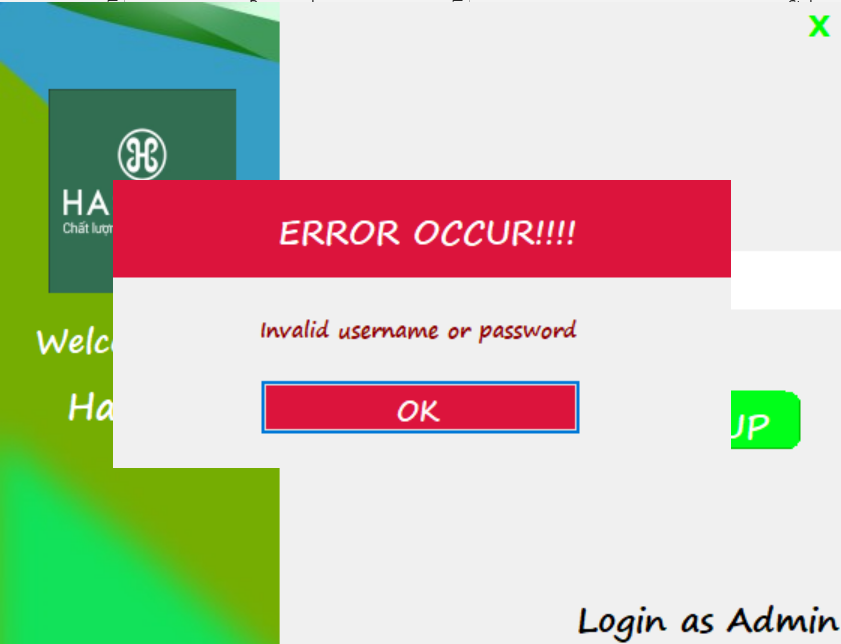 X
HA
Chất lượn
ERROR OCCUR!!!!
Invalid username or password
OK
Welc
Ha
UP
Login as Admin